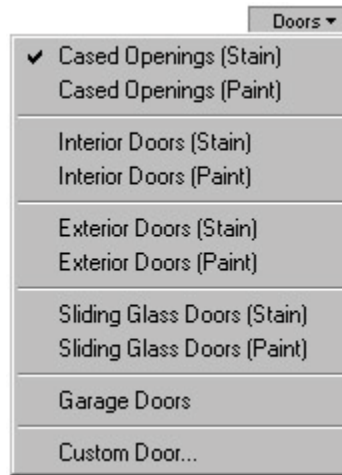 Doors
Cased Openings (Stain)
Cased Openings (Paint)
Interior Doors (Stain)
Interior Doors (Paint)
Exterior Doors (Stain)
Exterior Doors (Paint)
Sliding Glass Doors (Stain)
Sliding Glass Doors (Paint)
Garage Doors
Custom Door...